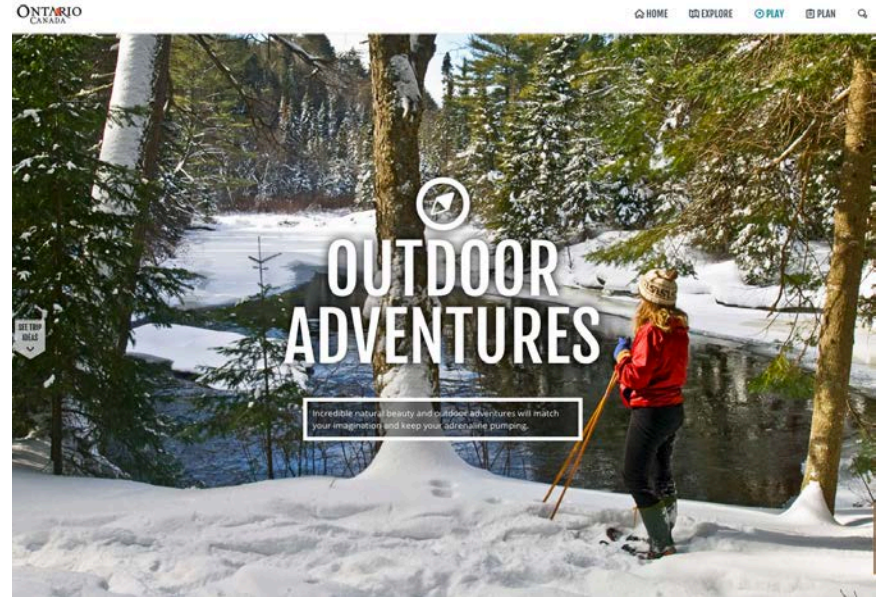 ONTARIO
CANADA
HOME EXPLORE PLAY PLAN
OUTDOOR
ADVENTURES
SEE TRIP
IDEAS
Incredible natural beauty and outdoor adventures will match
your imagination and keep your adrenaline pumping.